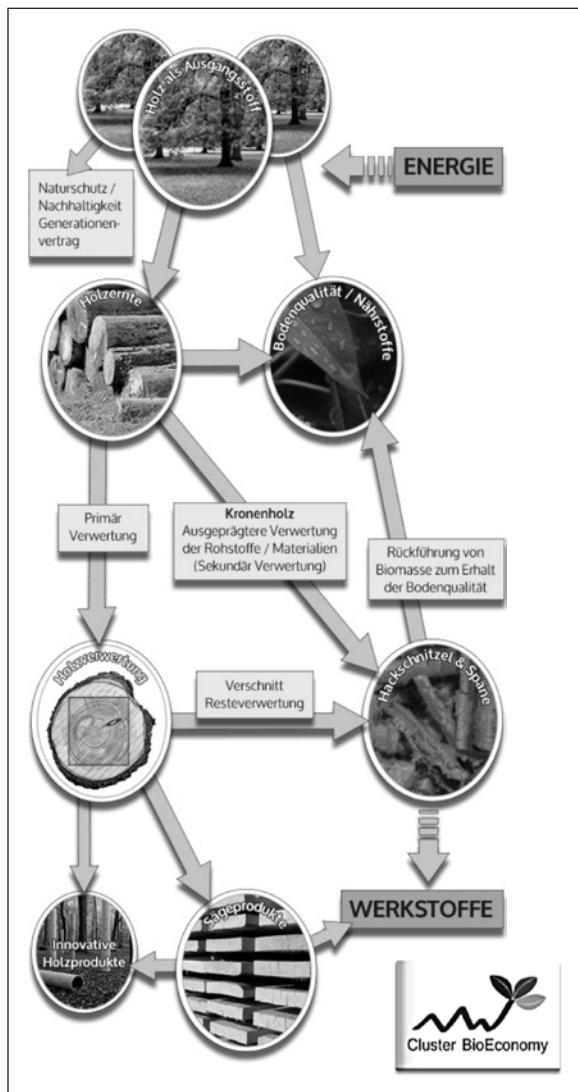 Holz als Ausgangsstoff
ENERGIE
Naturschutz /
Nachhaltigkeit
Generationen-
vertrag
Holzernte
Bodenqualität / Nährstoffe
Primär
Verwertung
Kronenholz
Ausgeprägtere Verwertung
der Rohstoffe / Materialien
(Sekundär Verwertung)
Rückführung von
Biomasse zum Erhalt
der Bodenqualität
Holzverwertung
Verschnitt
Resteverwertung
Hackschnitzel & Späne
Innovative
Holzprodukte
Sägeprodukte
WERKSTOFFE
Cluster BioEconomy